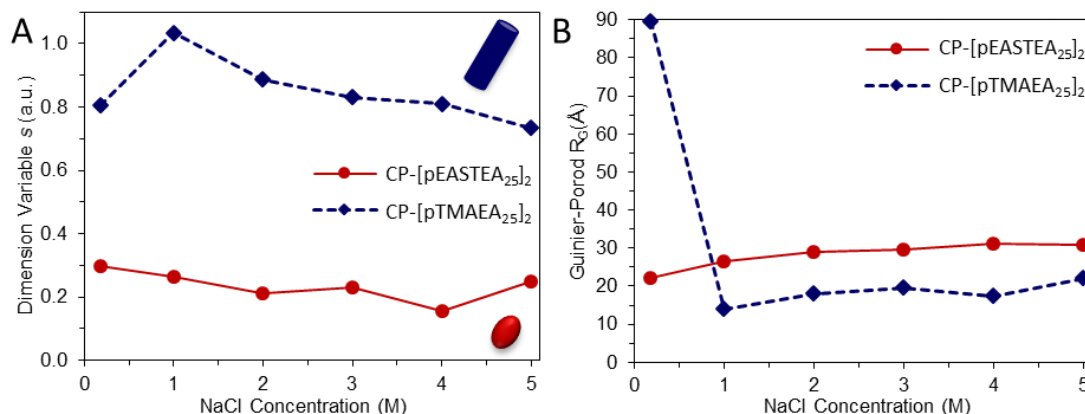 A
1.0
0.8
0.6
0.4
0.2
0.0
Dimension Variable s (a.u.)
CP-[pEASTEA₂₅]₂
CP-[pTMAEA₂₅]₂
0 1 2 3 4 5
NaCl Concentration (M)
B
90
80
70
60
50
40
30
20
10
0
Guinier-Porod R_G(Å)
CP-[pEASTEA₂₅]₂
CP-[pTMAEA₂₅]₂
0 1 2 3 4 5
NaCl Concentration (M)